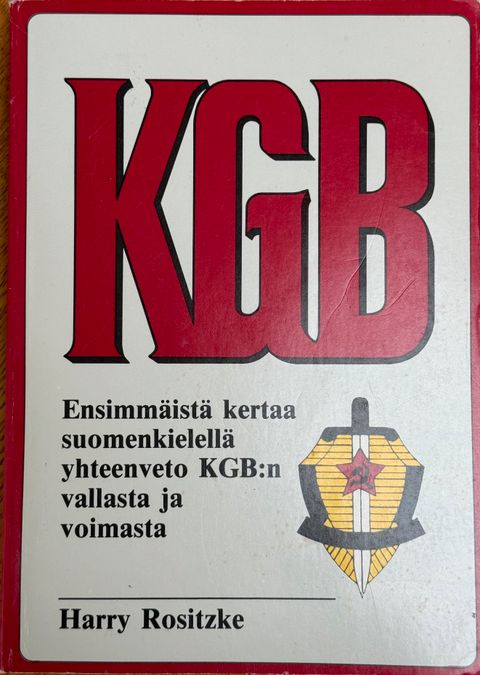 KGB
Ensimmäistä kertaa
suomenkielellä
yhteenveto KGB:n
vallasta ja
voimasta
Harry Rositzke